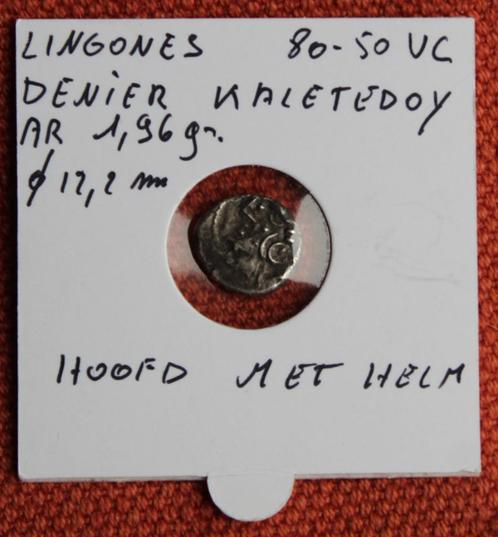 LINGONES 80-50 VC
DENIER KALETEDOY
AR 1,96 gr.
ϕ 12,2 mm
HOOFD MET HELM